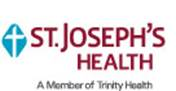 ST. JOSEPH'S
HEALTH
A Member of Trinity Health